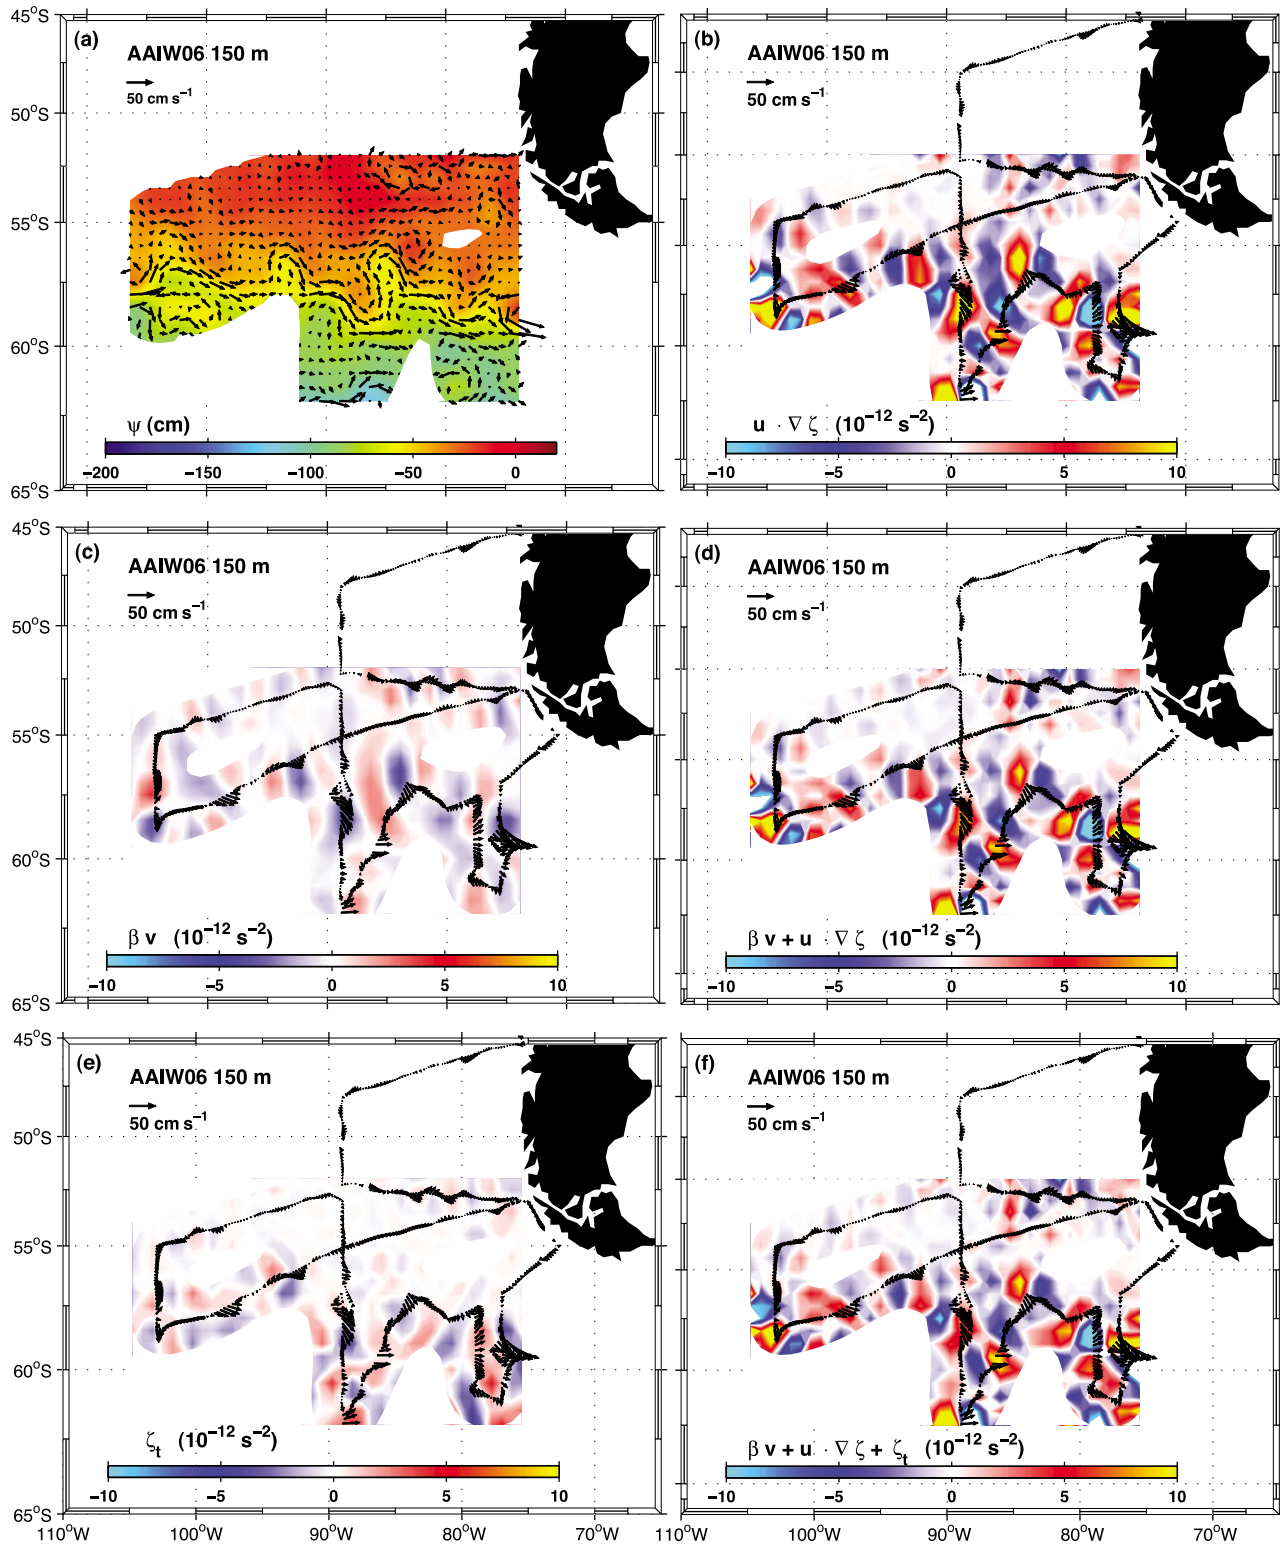 45°S
(a)
AAIW06 150 m
50 cm s⁻¹
50°S
55°S
60°S
ψ (cm)
−200 −150 −100 −50 0
65°S
(b)
AAIW06 150 m
50 cm s⁻¹
u · ∇ ζ (10⁻¹² s⁻²)
−10 −5 0 5 10
45°S
(c)
AAIW06 150 m
50 cm s⁻¹
50°S
55°S
60°S
β v (10⁻¹² s⁻²)
−10 −5 0 5 10
65°S
(d)
AAIW06 150 m
50 cm s⁻¹
β v + u · ∇ ζ (10⁻¹² s⁻²)
−10 −5 0 5 10
45°S
(e)
AAIW06 150 m
50 cm s⁻¹
50°S
55°S
60°S
ζₜ (10⁻¹² s⁻²)
−10 −5 0 5 10
65°S
110°W 100°W 90°W 80°W 70°W
(f)
AAIW06 150 m
50 cm s⁻¹
β v + u · ∇ ζ + ζₜ (10⁻¹² s⁻²)
−10 −5 0 5 10
100°W 90°W 80°W 70°W